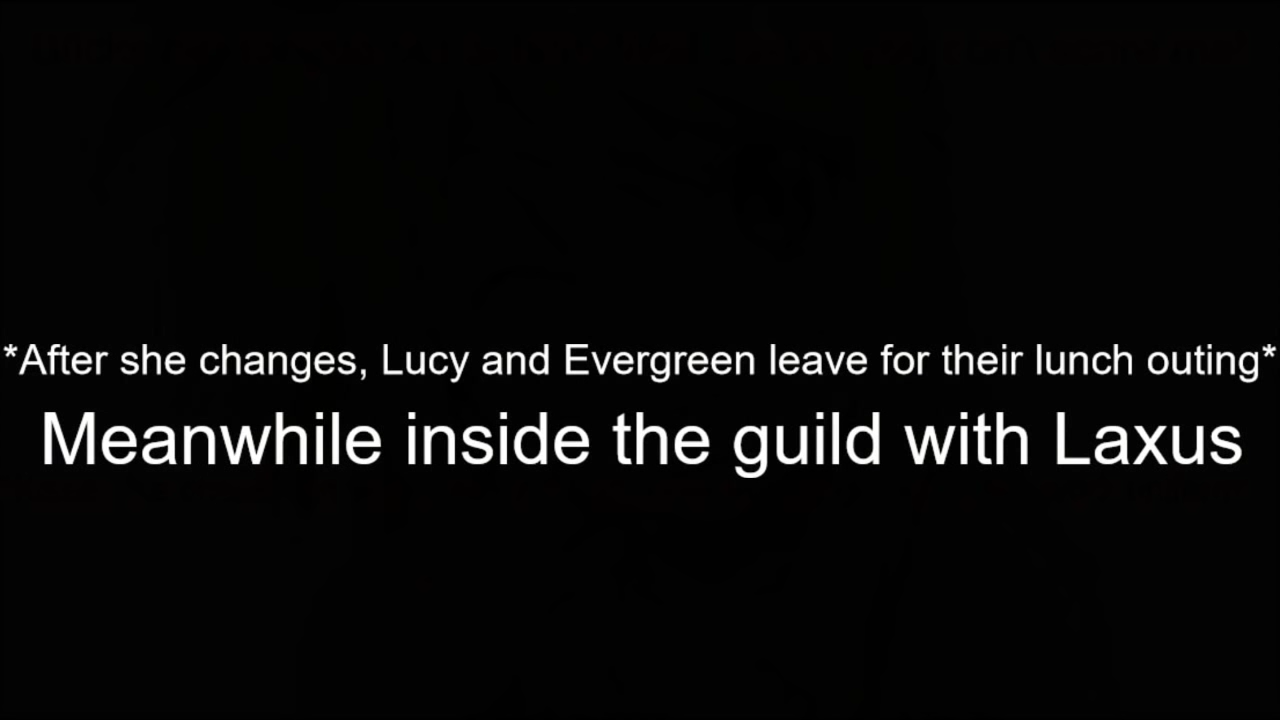 *After she changes, Lucy and Evergreen leave for their lunch outing*
Meanwhile inside the guild with Laxus